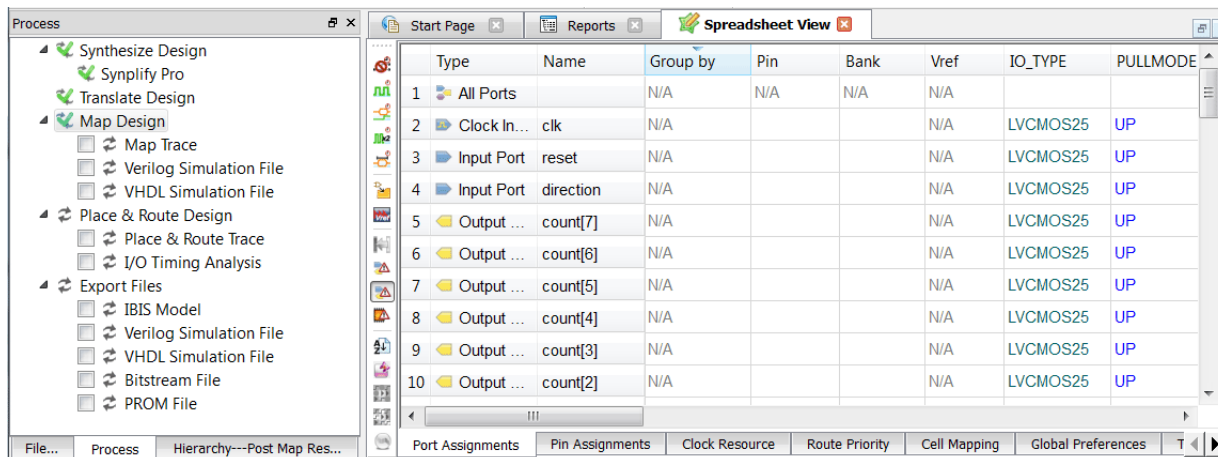 Process
Synthesize Design
Synplify Pro
Translate Design
Map Design
Map Trace
Verilog Simulation File
VHDL Simulation File
Place & Route Design
Place & Route Trace
I/O Timing Analysis
Export Files
IBIS Model
Verilog Simulation File
VHDL Simulation File
Bitstream File
PROM File
File... Process Hierarchy---Post Map Res...
Start Page Reports Spreadsheet View
Type Name Group by Pin Bank Vref IO_TYPE PULLMODE
1 All Ports N/A N/A N/A N/A
2 Clock In... clk N/A N/A LVCMOS25 UP
3 Input Port reset N/A N/A LVCMOS25 UP
4 Input Port direction N/A N/A LVCMOS25 UP
5 Output ... count[7] N/A N/A LVCMOS25 UP
6 Output ... count[6] N/A N/A LVCMOS25 UP
7 Output ... count[5] N/A N/A LVCMOS25 UP
8 Output ... count[4] N/A N/A LVCMOS25 UP
9 Output ... count[3] N/A N/A LVCMOS25 UP
10 Output ... count[2] N/A N/A LVCMOS25 UP
Port Assignments Pin Assignments Clock Resource Route Priority Cell Mapping Global Preferences